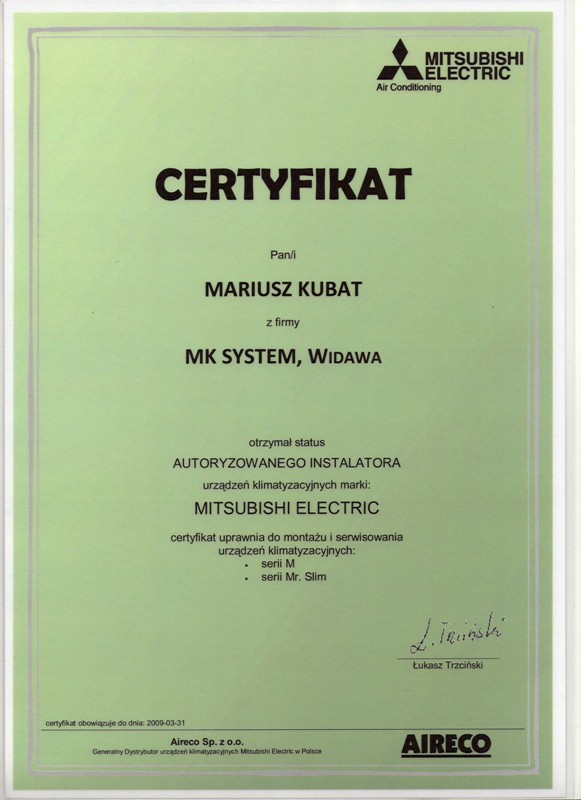 MITSUBISHI
ELECTRIC
Air Conditioning
CERTYFIKAT
Pan/i
MARIUSZ KUBAT
z firmy
MK SYSTEM, WIDAWA
otrzymał status
AUTORYZOWANEGO INSTALATORA
urządzeń klimatyzacyjnych marki:
MITSUBISHI ELECTRIC
certyfikat uprawnia do montażu i serwisowania
urządzeń klimatyzacyjnych:
• serii M
• serii Mr. Slim
Ł. Trzciński
Łukasz Trzciński
certyfikat obowiązuje do dnia: 2009-03-31
Aireco Sp. z o.o.
Generalny Dystrybutor urządzeń klimatyzacyjnych Mitsubishi Electric w Polsce
AIRECO